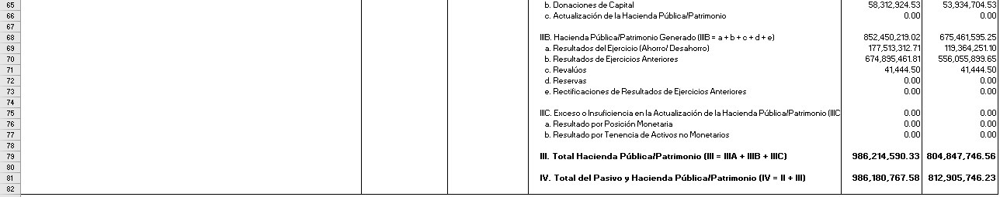 65 b. Donaciones de Capital 58,312,924.53 53,934,704.53
66 c. Actualización de la Hacienda Pública/Patrimonio 0.00 0.00
67
68 IIIB. Hacienda Pública/Patrimonio Generado (IIIB = a + b + c + d + e) 852,450,219.02 675,461,595.25
69 a. Resultados del Ejercicio (Ahorro/ Desahorro) 177,513,312.71 119,364,251.10
70 b. Resultados de Ejercicios Anteriores 674,895,461.81 556,055,899.65
71 c. Revalúos 41,444.50 41,444.50
72 d. Reservas 0.00 0.00
73 e. Rectificaciones de Resultados de Ejercicios Anteriores 0.00 0.00
74
75 IIIC. Exceso o Insuficiencia en la Actualización de la Hacienda Pública/Patrimonio (IIIC 0.00 0.00
76 a. Resultado por Posición Monetaria 0.00 0.00
77 b. Resultado por Tenencia de Activos no Monetarios 0.00 0.00
78
79 III. Total Hacienda Pública/Patrimonio (III = IIIA + IIIB + IIIC) 986,214,590.33 804,847,746.56
80
81 IV. Total del Pasivo y Hacienda Pública/Patrimonio (IV = II + III) 986,180,767.58 812,905,746.23
82